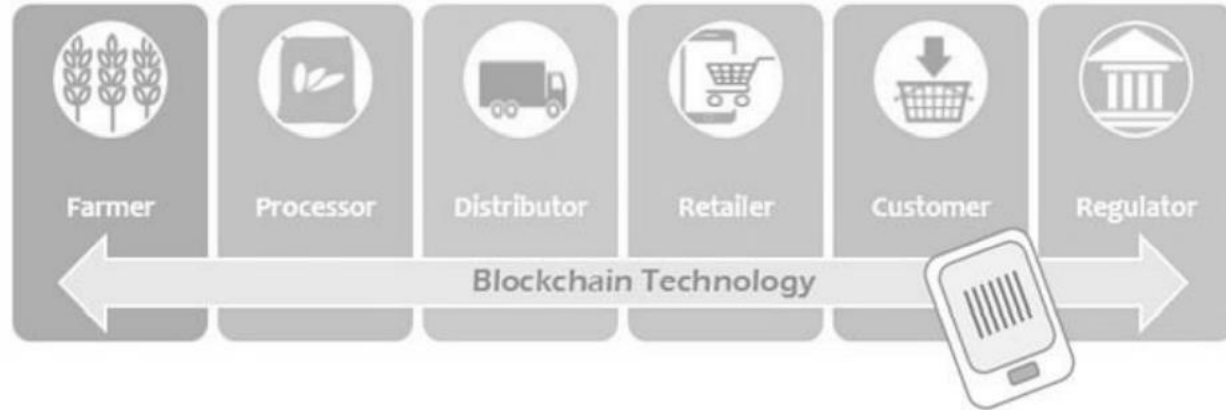 Farmer
Processor
Distributor
Retailer
Customer
Regulator
Blockchain Technology